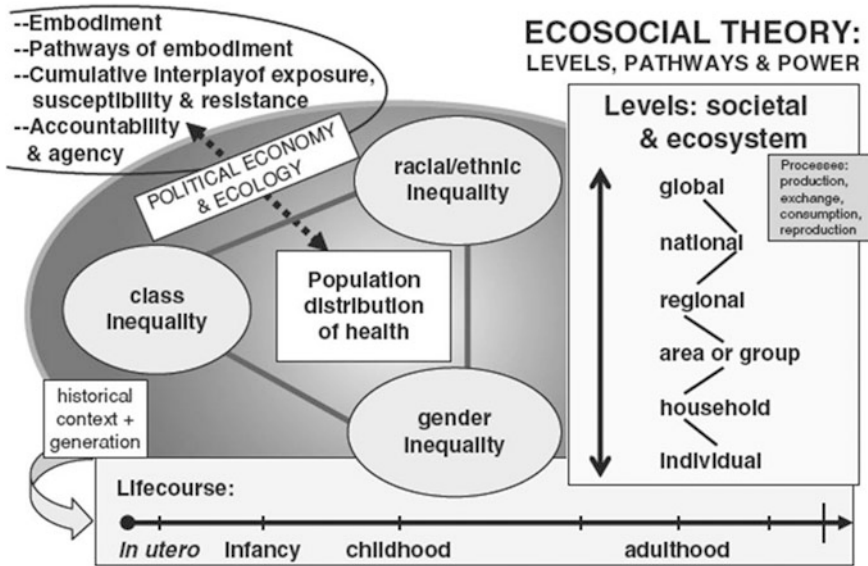 --Embodiment
--Pathways of embodiment
--Cumulative Interplayof exposure,
susceptibility & resistance
--Accountability
& agency
ECOSOCIAL THEORY:
LEVELS, PATHWAYS & POWER
POLITICAL ECONOMY
& ECOLOGY
racial/ethnic
Inequality
class
Inequality
Population
distribution
of health
gender
Inequality
historical
context +
generation
Levels: societal
& ecosystem
Processes:
production,
exchange,
consumption,
reproduction
global
national
regional
area or group
household
Individual
Lifecourse:
In utero
Infancy
childhood
adulthood